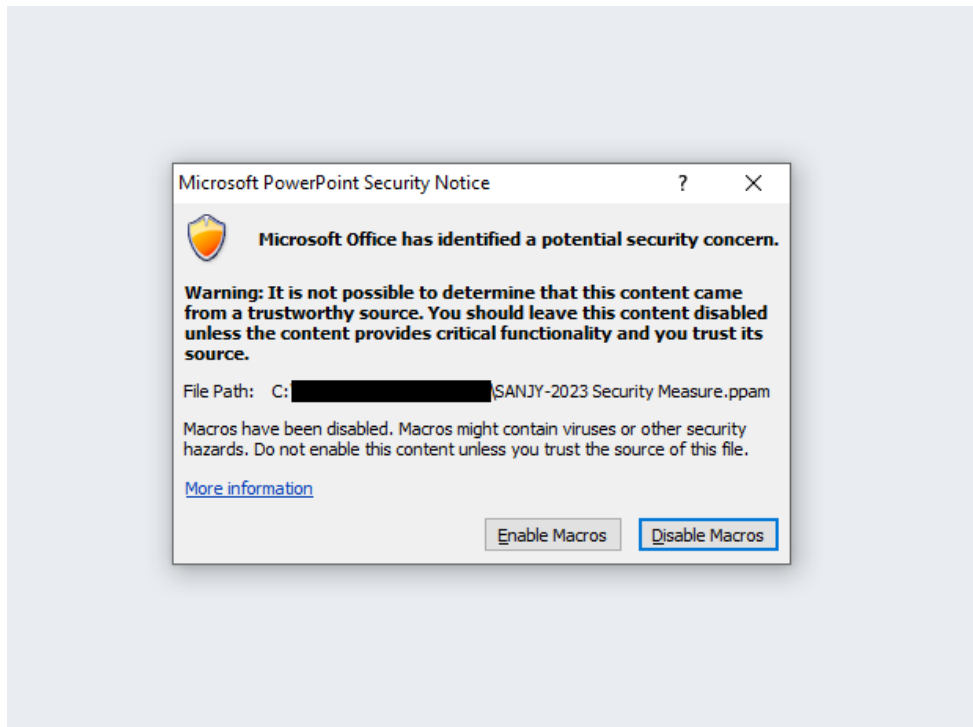 Microsoft PowerPoint Security Notice ?
Microsoft Office has identified a potential security concern.
Warning: It is not possible to determine that this content came
from a trustworthy source. You should leave this content disabled
unless the content provides critical functionality and you trust its
source.
File Path: C:\SANJY-2023 Security Measure.ppam
Macros have been disabled. Macros might contain viruses or other security
hazards. Do not enable this content unless you trust the source of this file.
More information
Enable Macros Disable Macros